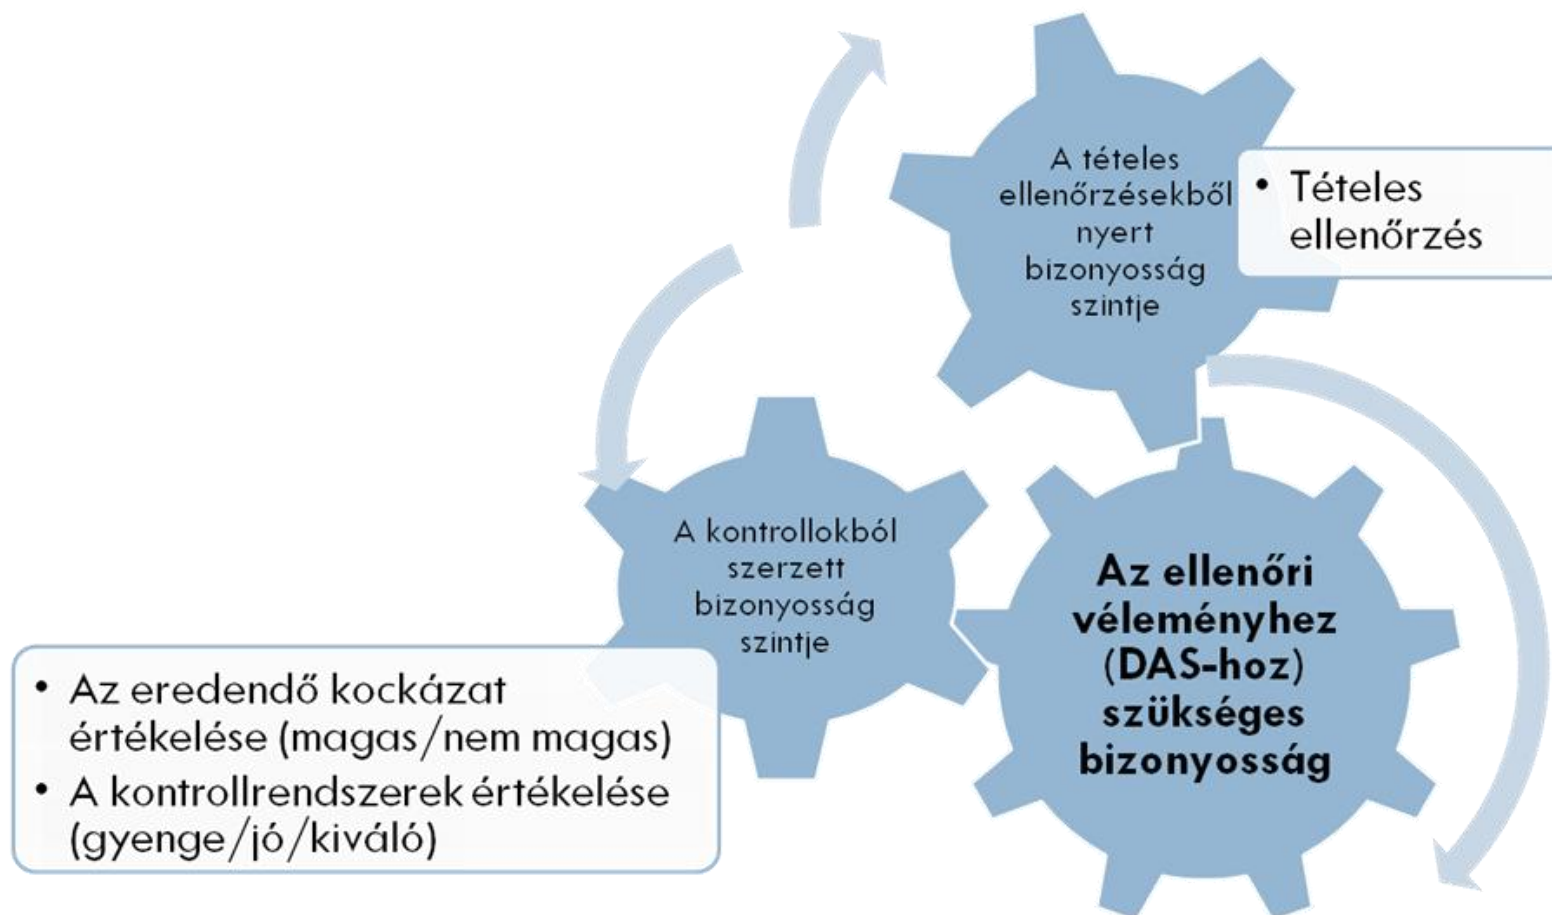 A tételes
ellenőrzésekből
nyert
bizonyosság
szintje
• Tételes
ellenőrzés
A kontrollokból
szerzett
bizonyosság
szintje
Az ellenőri
véleményhez
(DAS-hoz)
szükséges
bizonyosság
• Az eredendő kockázat
értékelése (magas/nem magas)
• A kontrollrendszerek értékelése
(gyenge/jó/kiváló)